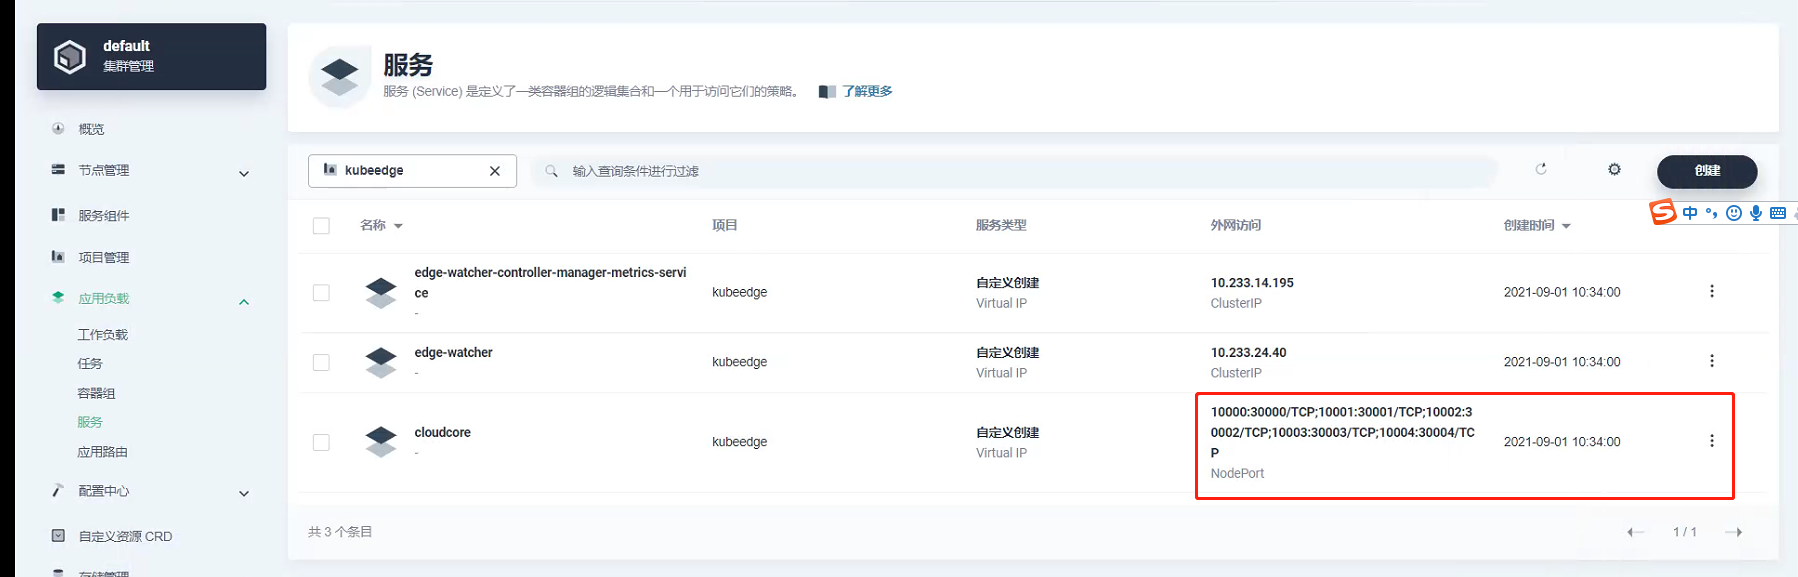 default
集群管理
概览
节点管理
服务组件
项目管理
应用负载
工作负载
任务
容器组
服务
应用路由
配置中心
自定义资源 CRD
存储管理
服务
服务 (Service) 是定义了一类容器组的逻辑集合和一个用于访问它们的策略。 了解更多
kubeedge
输入查询条件进行过滤
创建
中
名称 项目 服务类型 外网访问 创建时间
edge-watcher-controller-manager-metrics-servi
ce
-
kubeedge
自定义创建
Virtual IP
10.233.14.195
ClusterIP
2021-09-01 10:34:00
edge-watcher
-
kubeedge
自定义创建
Virtual IP
10.233.24.40
ClusterIP
2021-09-01 10:34:00
cloudcore
-
kubeedge
自定义创建
Virtual IP
10000:30000/TCP;10001:30001/TCP;10002:3
0002/TCP;10003:30003/TCP;10004:30004/TC
P
NodePort
2021-09-01 10:34:00
共 3 个条目
1 / 1